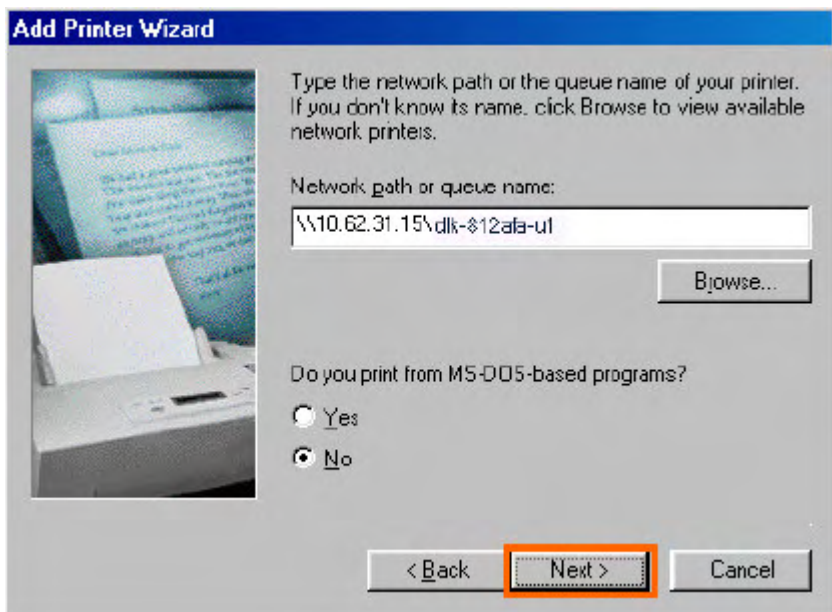 Add Printer Wizard
Type the network path or the queue name of your printer.
If you don't know its name, click Browse to view available
network printers.
Network path or queue name:
\\10.62.31.15\dlk-812afa-u1
Browse...
Do you print from MS-DOS-based programs?
Yes
No
< Back
Next >
Cancel